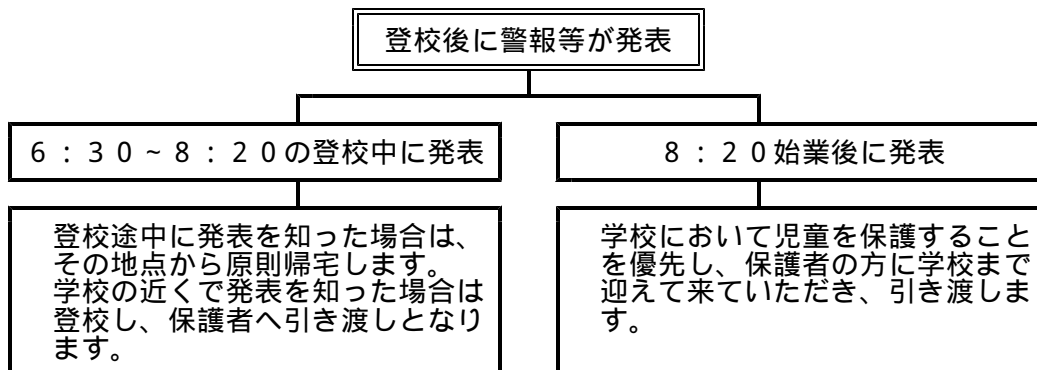 登校後に警報等が発表
６：３０～８：２０の登校中に発表
８：２０始業後に発表
登校途中に発表を知った場合は、
その地点から原則帰宅します。
学校の近くで発表を知った場合は
登校し、保護者へ引き渡しとなり
ます。
学校において児童を保護すること
を優先し、保護者の方に学校まで
迎えて来ていただき、引き渡しま
す。